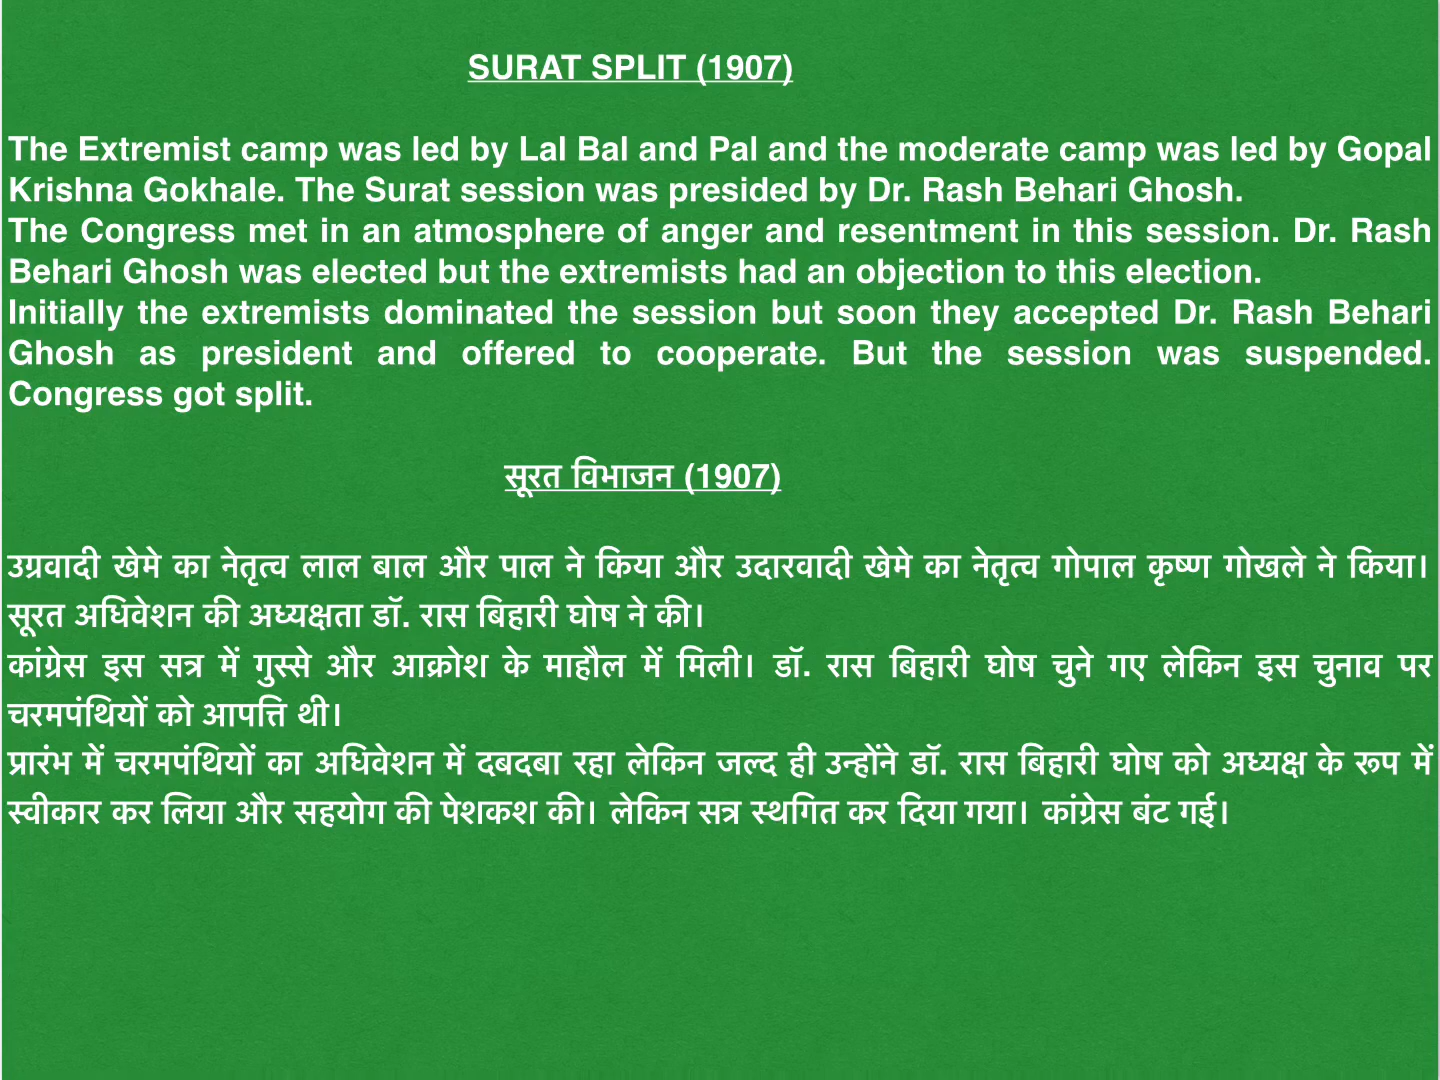 SURAT SPLIT (1907)
The Extremist camp was led by Lal Bal and Pal and the moderate camp was led by Gopal
Krishna Gokhale. The Surat session was presided by Dr. Rash Behari Ghosh.
The Congress met in an atmosphere of anger and resentment in this session. Dr. Rash
Behari Ghosh was elected but the extremists had an objection to this election.
Initially the extremists dominated the session but soon they accepted Dr. Rash Behari
Ghosh as president and offered to cooperate. But the session was suspended.
Congress got split.
सूरत विभाजन (1907)
उग्रवादी खेमे का नेतृत्व लाल बाल और पाल ने किया और उदारवादी खेमे का नेतृत्व गोपाल कृष्ण गोखले ने किया।
सूरत अधिवेशन की अध्यक्षता डॉ. रास बिहारी घोष ने की।
कांग्रेस इस सत्र में गुस्से और आक्रोश के माहौल में मिली। डॉ. रास बिहारी घोष चुने गए लेकिन इस चुनाव पर
चरमपंथियों को आपत्ति थी।
प्रारंभ में चरमपंथियों का अधिवेशन में दबदबा रहा लेकिन जल्द ही उन्होंने डॉ. रास बिहारी घोष को अध्यक्ष के रूप में
स्वीकार कर लिया और सहयोग की पेशकश की। लेकिन सत्र स्थगित कर दिया गया। कांग्रेस बंट गई।